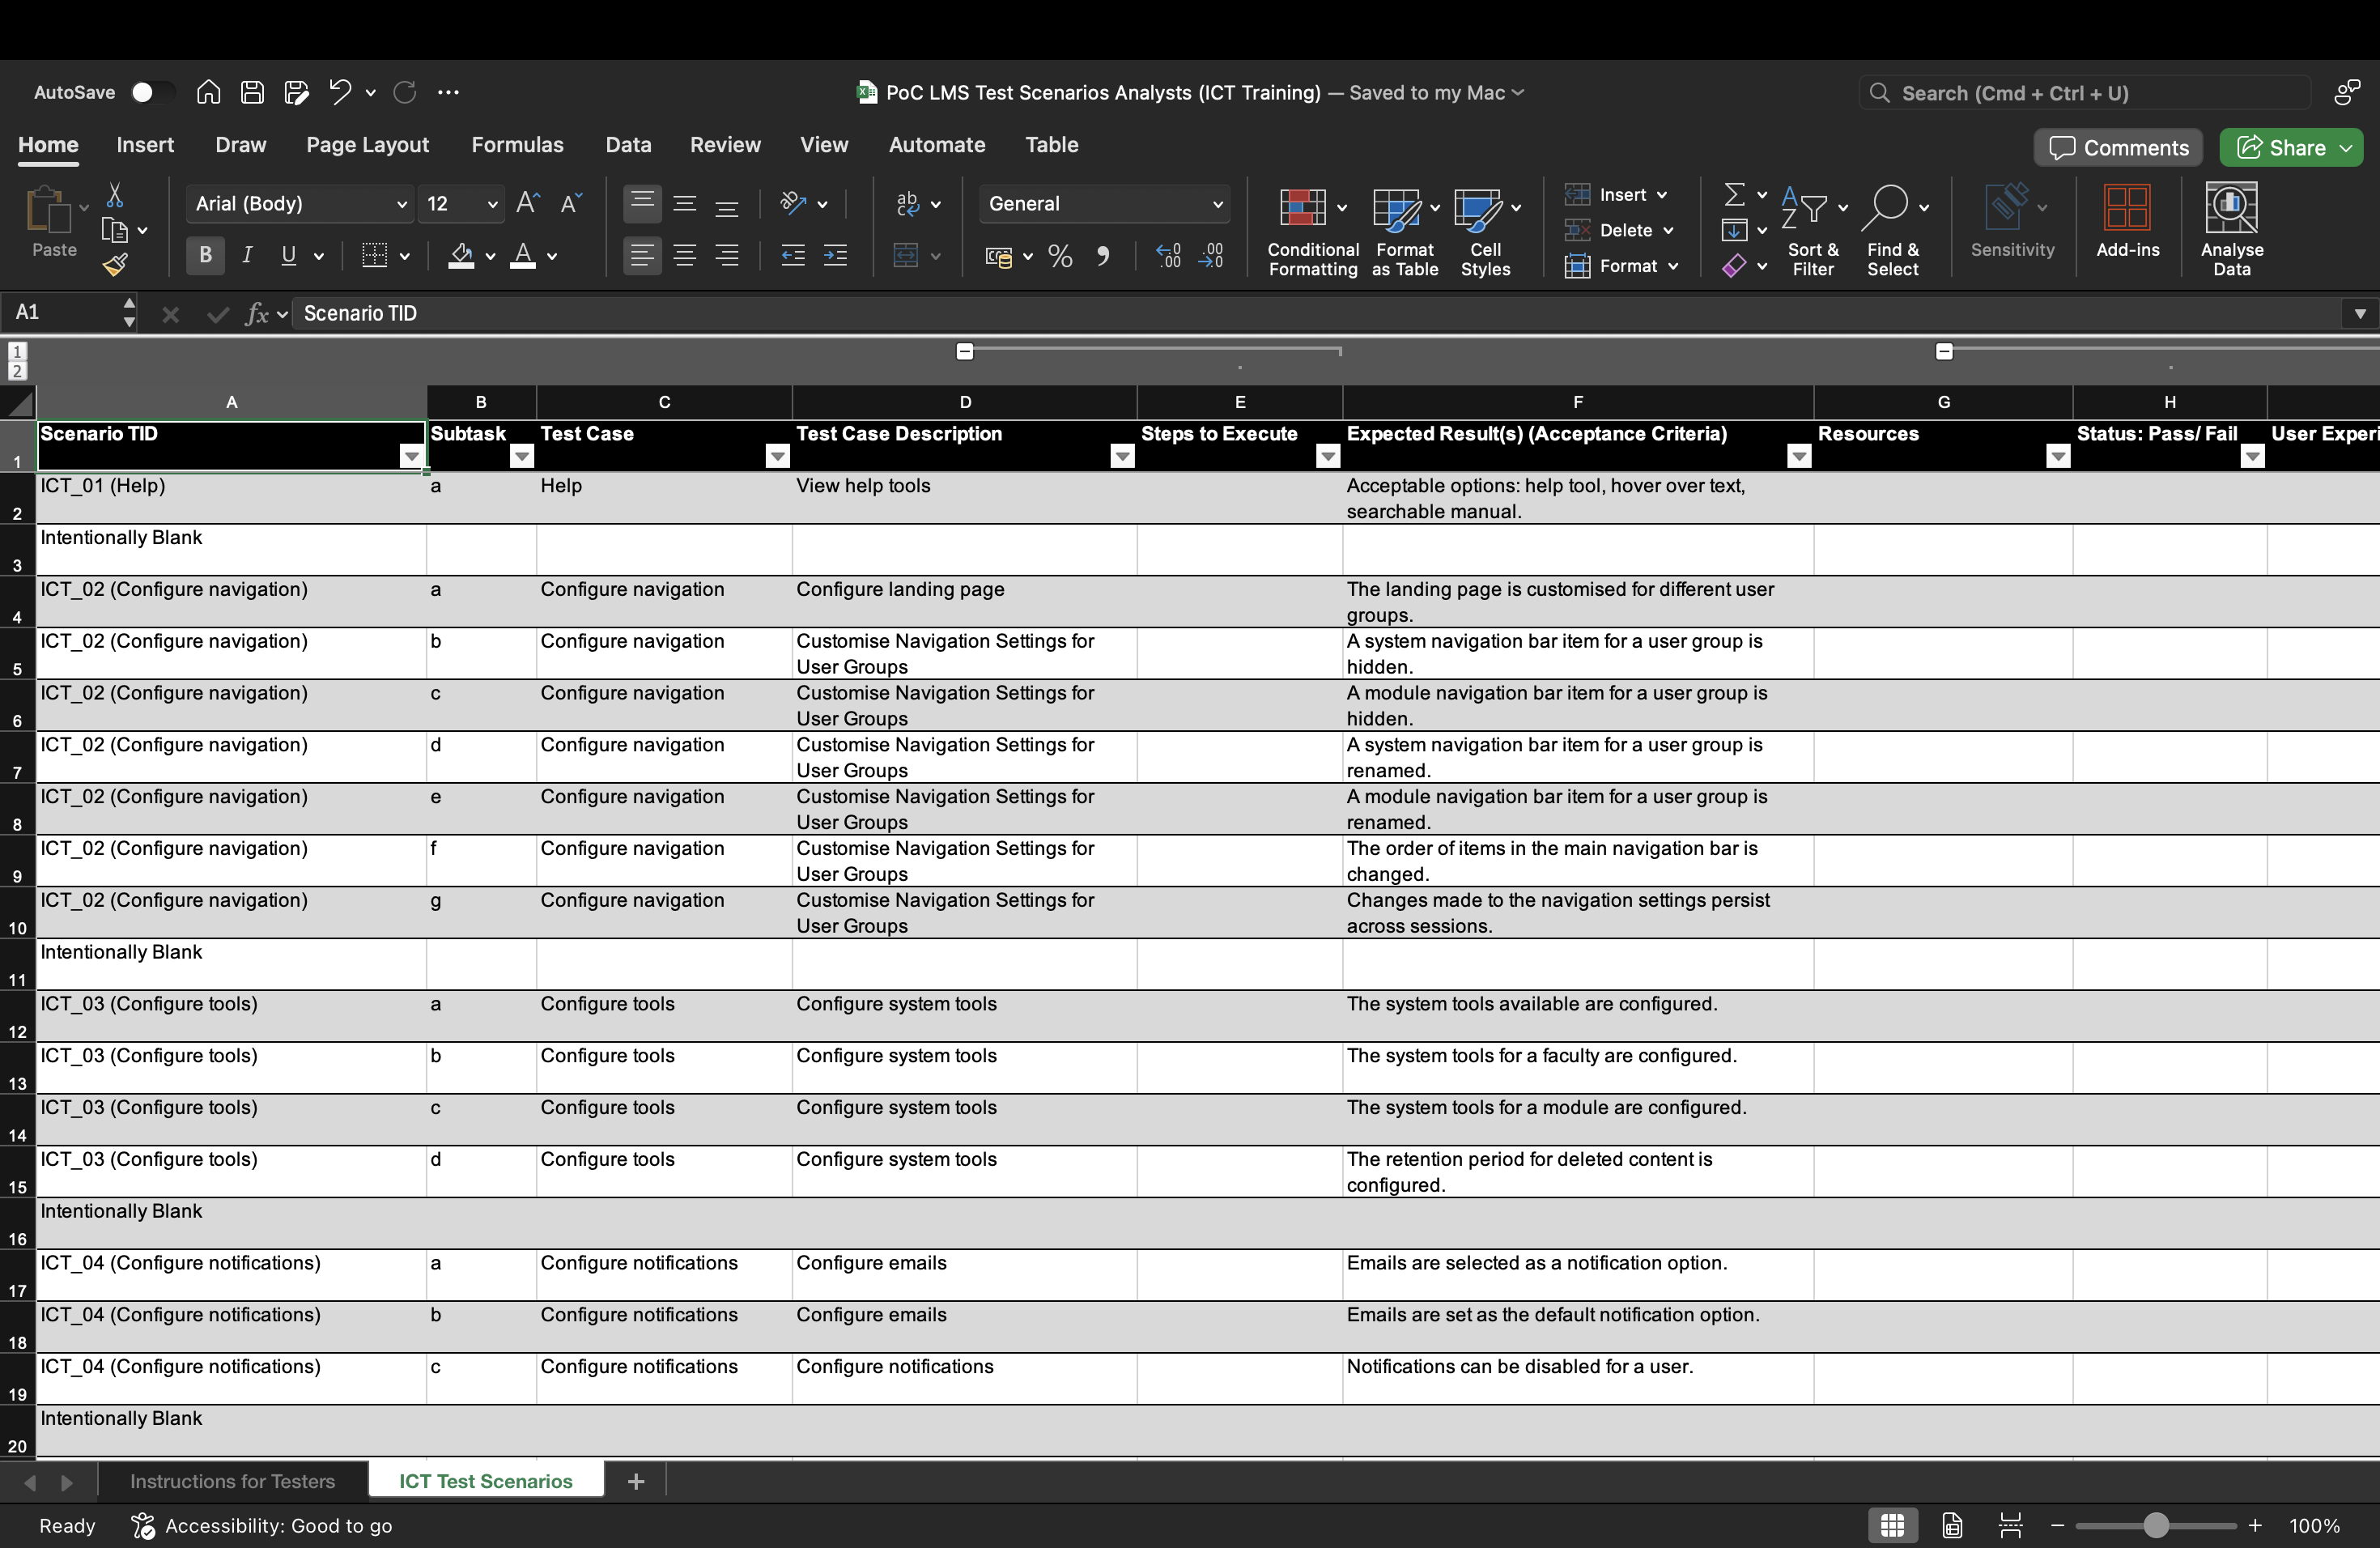 AutoSave
PoC LMS Test Scenarios Analysts (ICT Training) — Saved to my Mac
Search (Cmd + Ctrl + U)
Home Insert Draw Page Layout Formulas Data Review View Automate Table
Comments Share
Paste
Arial (Body) 12
General
Conditional Formatting
Format as Table
Cell Styles
Insert
Delete
Format
Sort & Filter
Find & Select
Sensitivity
Add-ins
Analyse Data
A1 fx Scenario TID
1
2
A B C D E F G H
1 Scenario TID Subtask Test Case Test Case Description Steps to Execute Expected Result(s) (Acceptance Criteria) Resources Status: Pass/ Fail User Experi
2 ICT_01 (Help) a Help View help tools Acceptable options: help tool, hover over text, searchable manual.
3 Intentionally Blank
4 ICT_02 (Configure navigation) a Configure navigation Configure landing page The landing page is customised for different user groups.
5 ICT_02 (Configure navigation) b Configure navigation Customise Navigation Settings for User Groups A system navigation bar item for a user group is hidden.
6 ICT_02 (Configure navigation) c Configure navigation Customise Navigation Settings for User Groups A module navigation bar item for a user group is hidden.
7 ICT_02 (Configure navigation) d Configure navigation Customise Navigation Settings for User Groups A system navigation bar item for a user group is renamed.
8 ICT_02 (Configure navigation) e Configure navigation Customise Navigation Settings for User Groups A module navigation bar item for a user group is renamed.
9 ICT_02 (Configure navigation) f Configure navigation Customise Navigation Settings for User Groups The order of items in the main navigation bar is changed.
10 ICT_02 (Configure navigation) g Configure navigation Customise Navigation Settings for User Groups Changes made to the navigation settings persist across sessions.
11 Intentionally Blank
12 ICT_03 (Configure tools) a Configure tools Configure system tools The system tools available are configured.
13 ICT_03 (Configure tools) b Configure tools Configure system tools The system tools for a faculty are configured.
14 ICT_03 (Configure tools) c Configure tools Configure system tools The system tools for a module are configured.
15 ICT_03 (Configure tools) d Configure tools Configure system tools The retention period for deleted content is configured.
16 Intentionally Blank
17 ICT_04 (Configure notifications) a Configure notifications Configure emails Emails are selected as a notification option.
18 ICT_04 (Configure notifications) b Configure notifications Configure emails Emails are set as the default notification option.
19 ICT_04 (Configure notifications) c Configure notifications Configure notifications Notifications can be disabled for a user.
20 Intentionally Blank
Instructions for Testers ICT Test Scenarios
Ready Accessibility: Good to go 100%